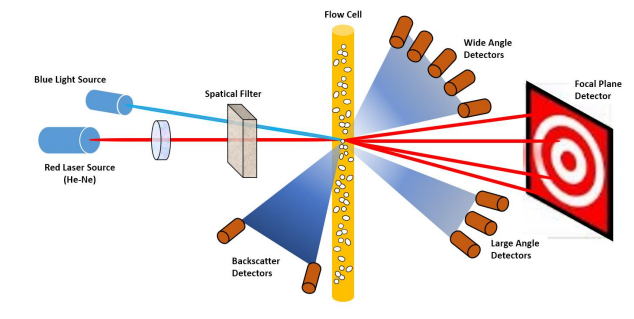 Flow Cell
Wide Angle
Detectors
Blue Light Source
Focal Plane
Detector
Spatical Filter
Red Laser Source
(He-Ne)
Large Angle
Detectors
Backscatter
Detectors